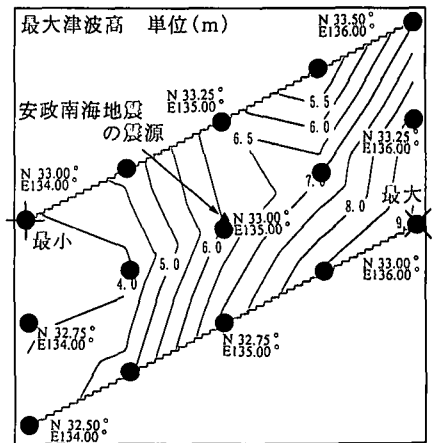 最大津波高 単位(m)
N 33.50°
E136.00°
N 33.25°
E135.00°
安政南海地震
の震源
5.5
6.0
6.5
N 33.25°
E136.00°
N 33.00°
E134.00°
7.0
最大
8.0
9.
最小
N 33.00°
E135.00°
6.0
5.0
4.0
N 33.00°
E136.00°
N 32.75°
E134.00°
N 32.75°
E135.00°
N 32.50°
E134.00°